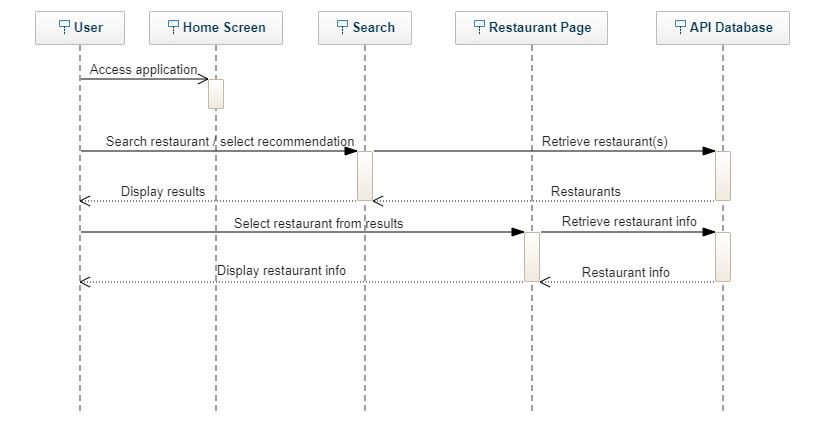 User
Home Screen
Search
Restaurant Page
API Database
Access application
Search restaurant / select recommendation
Retrieve restaurant(s)
Display results
Restaurants
Select restaurant from results
Retrieve restaurant info
Display restaurant info
Restaurant info